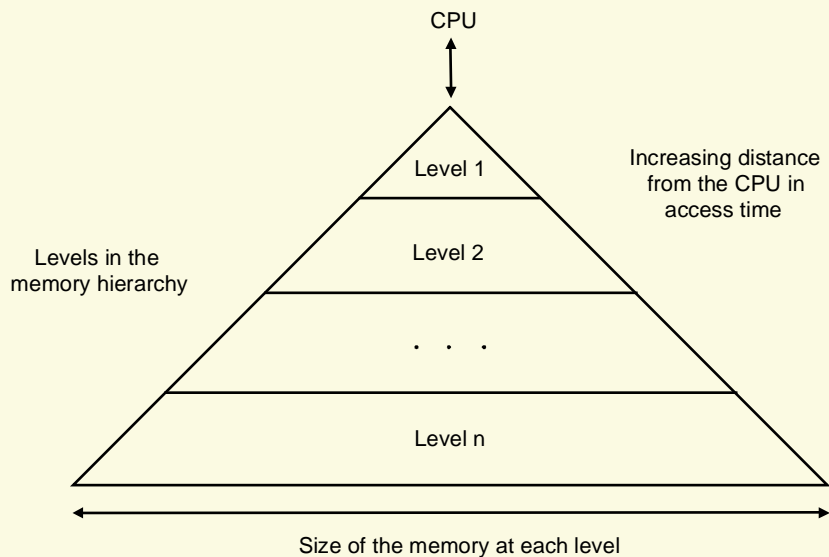 CPU
Level 1
Increasing distance
from the CPU in
access time
Levels in the
memory hierarchy
Level 2
. . .
Level n
Size of the memory at each level